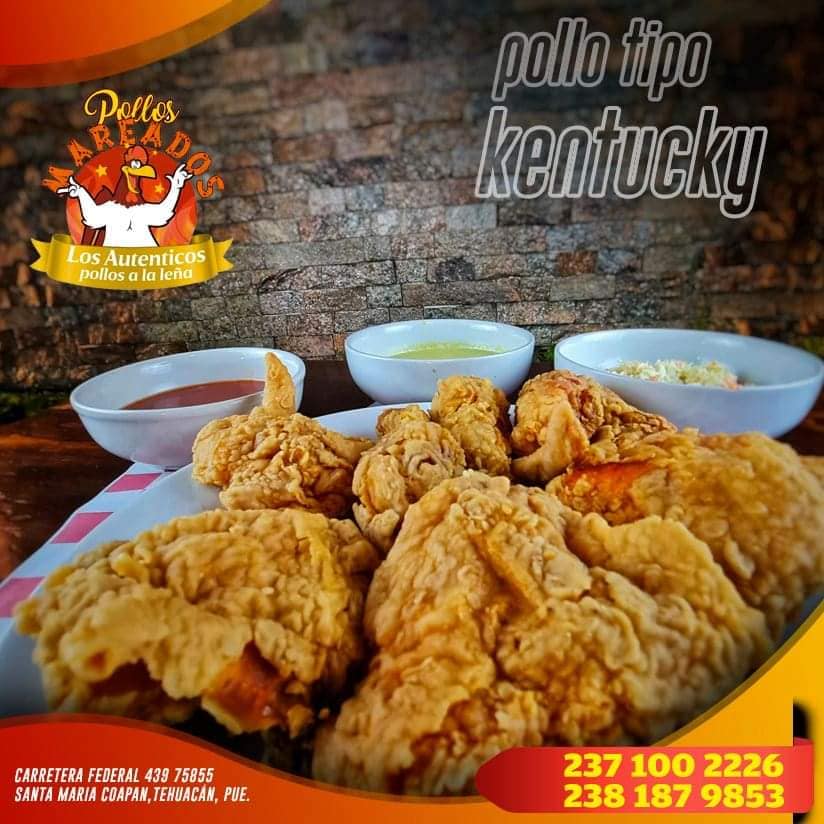 pollo tipo
kentucky
Pollos
MAREADOS
Los Autenticos
pollos a la leña
CARRETERA FEDERAL 439 75855
SANTA MARIA COAPAN,TEHUACÁN, PUE.
237 100 2226
238 187 9853